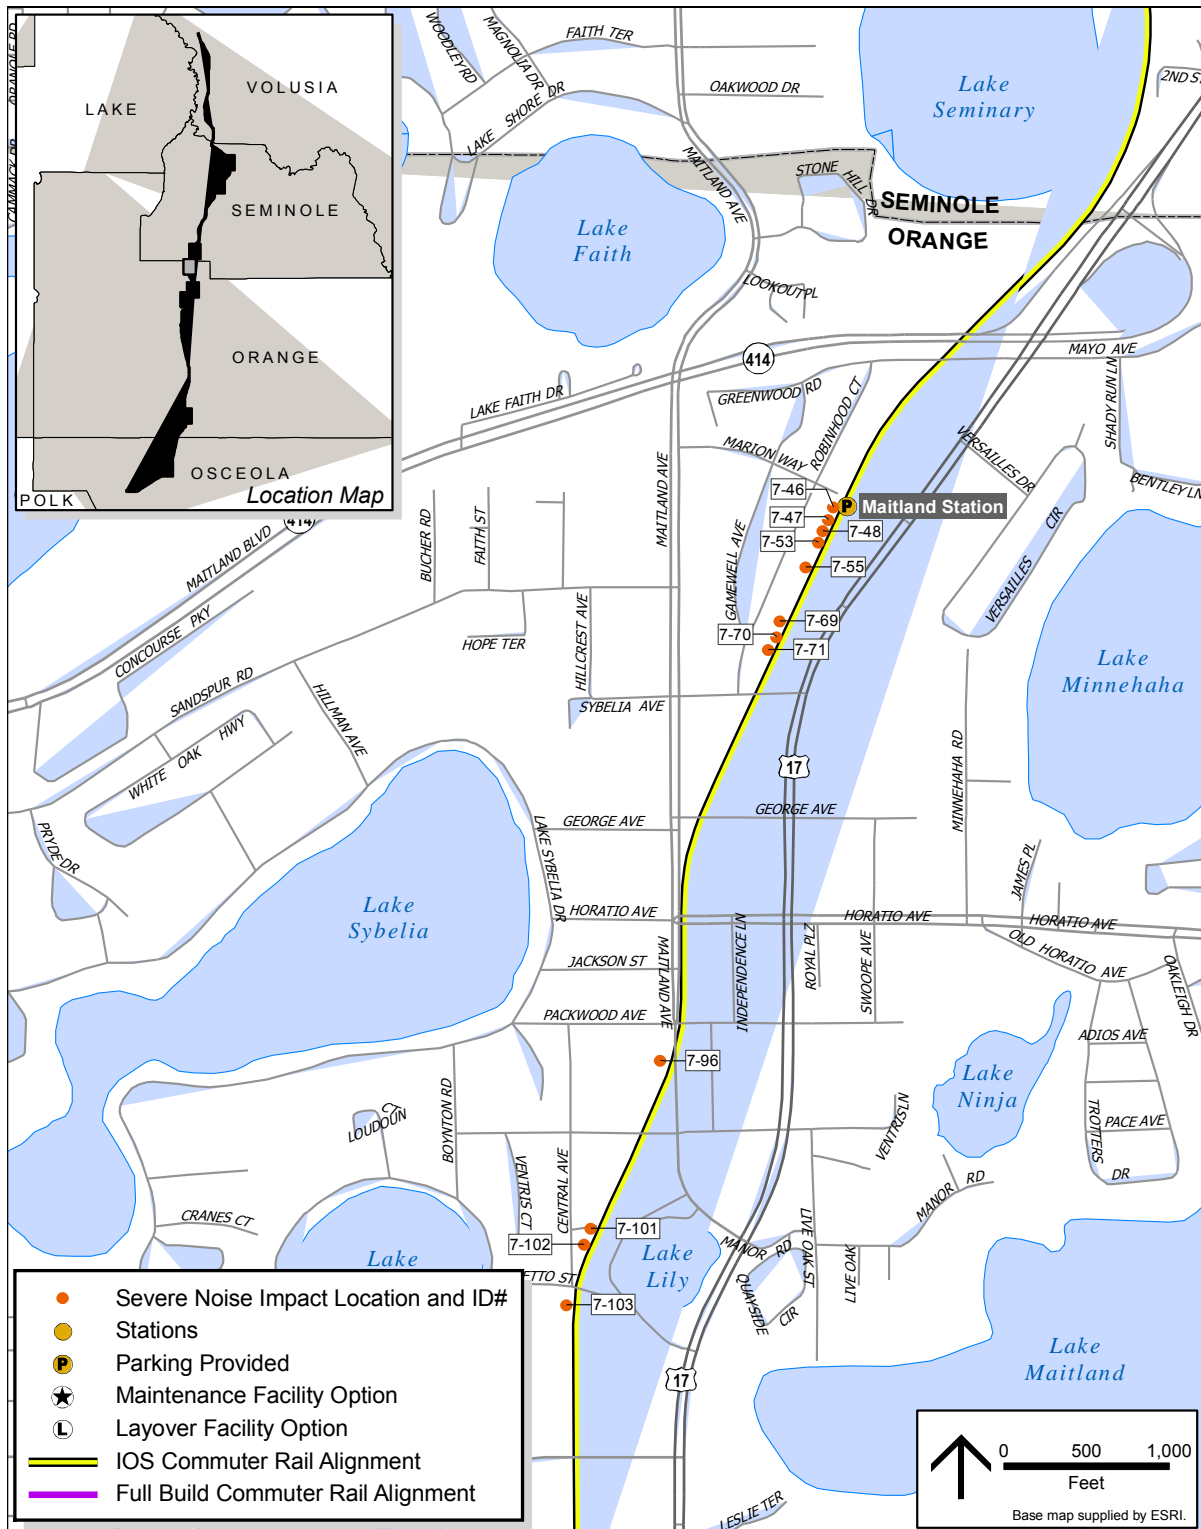 ORANOLE RD
CAMMACK DR
LAKE
VOLUSIA
SEMINOLE
ORANGE
OSCEOLA
POLK
Location Map
WOODLEY RD
MAGNOLIA DR
FAITH TER
LAKE SHORE DR
OAKWOOD DR
MAITLAND AVE
Lake
Seminary
2ND ST
STONE HILL DR
SEMINOLE
ORANGE
Lake
Faith
LOOKOUT PL
MAYO AVE
414
LAKE FAITH DR
GREENWOOD RD
ROBINHOOD CT
MARION WAY
SHADY RUN LN
VERSAILLES DR
BENTLEY LN
VERSAILLES CIR
7-46
Maitland Station
P
7-47
7-48
7-53
7-55
7-69
7-70
7-71
GAMEWELL AVE
MAITLAND AVE
414
MAITLAND BLVD
BUCHER RD
FAITH ST
CONCOURSE PKY
HOPE TER
HILLCREST AVE
SANDSPUR RD
HILLMAN AVE
SYBELIA AVE
Lake
Minnehaha
WHITE OAK HWY
17
MINNEHAHA RD
PRYDE DR
LAKE SYBELIA DR
GEORGE AVE
GEORGE AVE
JAMES PL
Lake
Sybelia
HORATIO AVE
HORATIO AVE
HORATIO AVE
OLD HORATIO AVE
INDEPENDENCE LN
ROYAL PLZ
SWOOPE AVE
OAKLEIGH DR
JACKSON ST
MAITLAND AVE
PACKWOOD AVE
ADIOS AVE
7-96
Lake
Ninja
BOYNTON RD
LOUDOUN
VENTRIS LN
TROTTERS DR
PACE AVE
VENTRIS CT
CENTRAL AVE
MANOR RD
CRANES CT
7-101
7-102
MANOR RD
LIVE OAK ST
LIVE OAK
Lake
Lake
Lily
ETTO ST
7-103
QUAYSIDE CIR
Lake
Maitland
17
LESLIE TER
Severe Noise Impact Location and ID#
Stations
P
Parking Provided
Maintenance Facility Option
L
Layover Facility Option
IOS Commuter Rail Alignment
Full Build Commuter Rail Alignment
0 500 1,000
Feet
Base map supplied by ESRI.